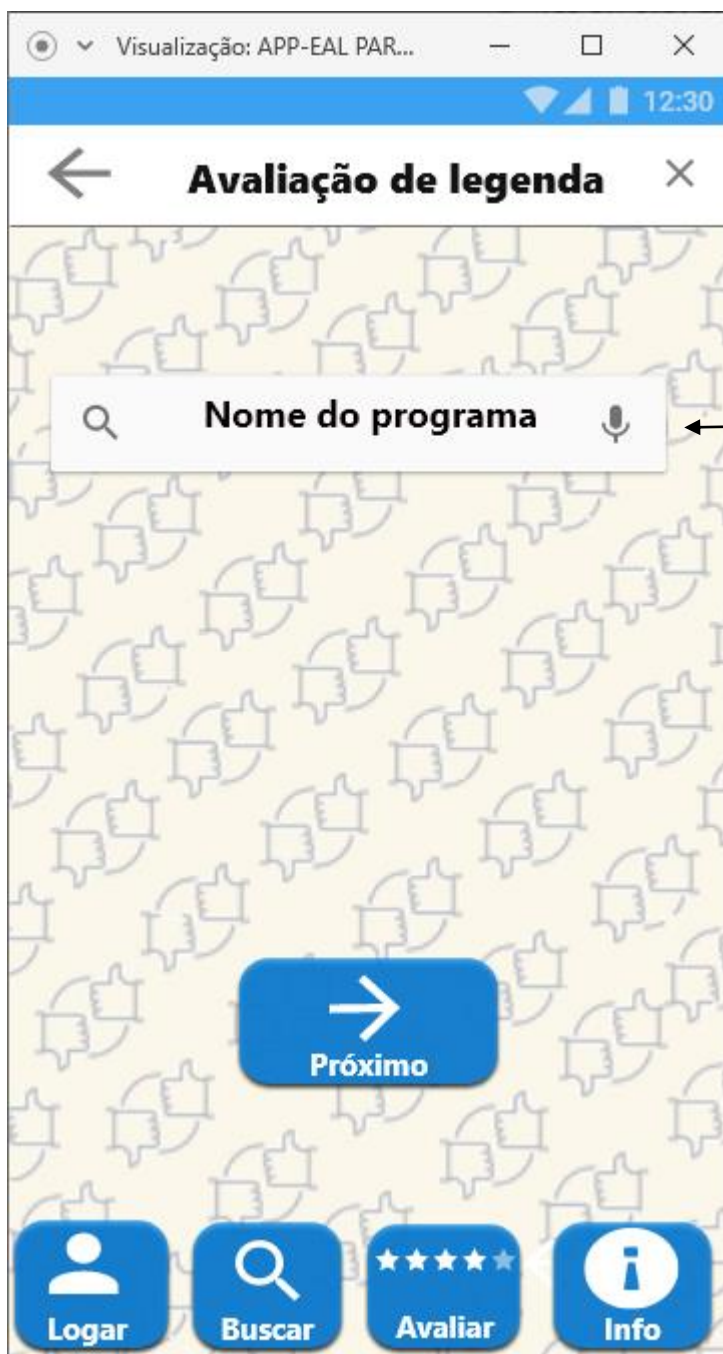 Visualização: APP-EAL PAR...
12:30
Avaliação de legenda
Nome do programa
Próximo
Logar
Buscar
Avaliar
Info